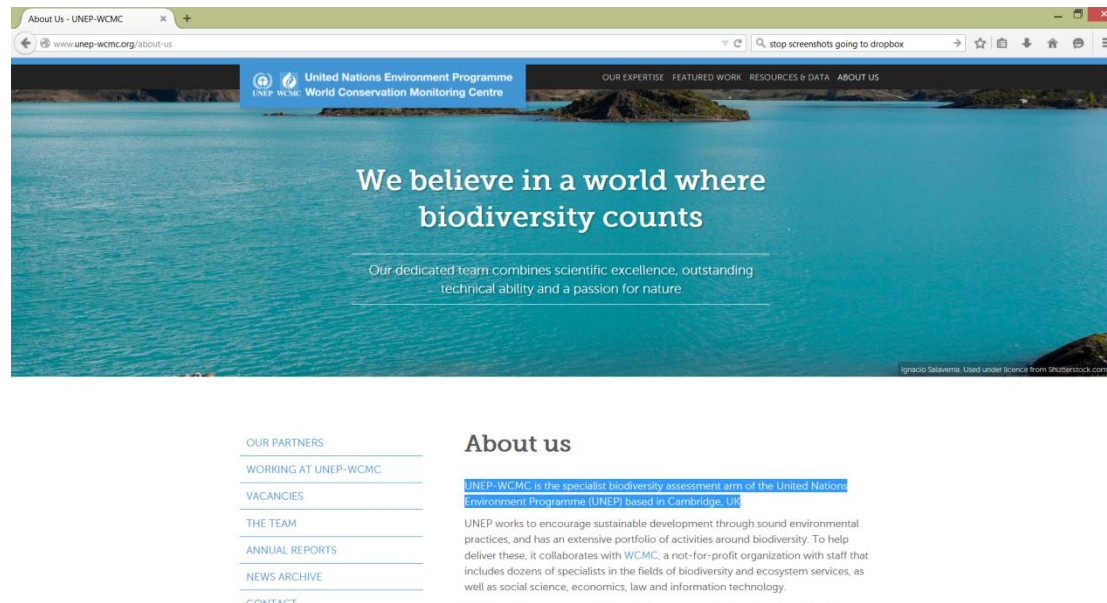 About Us - UNEP-WCMC
www.unep-wcmc.org/about-us
stop screenshots going to dropbox
United Nations Environment Programme
World Conservation Monitoring Centre
UNEP WCMC
OUR EXPERTISE FEATURED WORK RESOURCES & DATA ABOUT US
We believe in a world where
biodiversity counts
Our dedicated team combines scientific excellence, outstanding
technical ability and a passion for nature
Ignacio Salaverria. Used under licence from Shutterstock.com
OUR PARTNERS
WORKING AT UNEP-WCMC
VACANCIES
THE TEAM
ANNUAL REPORTS
NEWS ARCHIVE
CONTACT
About us
UNEP-WCMC is the specialist biodiversity assessment arm of the United Nations
Environment Programme (UNEP) based in Cambridge, UK
UNEP works to encourage sustainable development through sound environmental
practices, and has an extensive portfolio of activities around biodiversity. To help
deliver these, it collaborates with WCMC, a not-for-profit organization with staff that
includes dozens of specialists in the fields of biodiversity and ecosystem services, as
well as social science, economics, law and information technology.